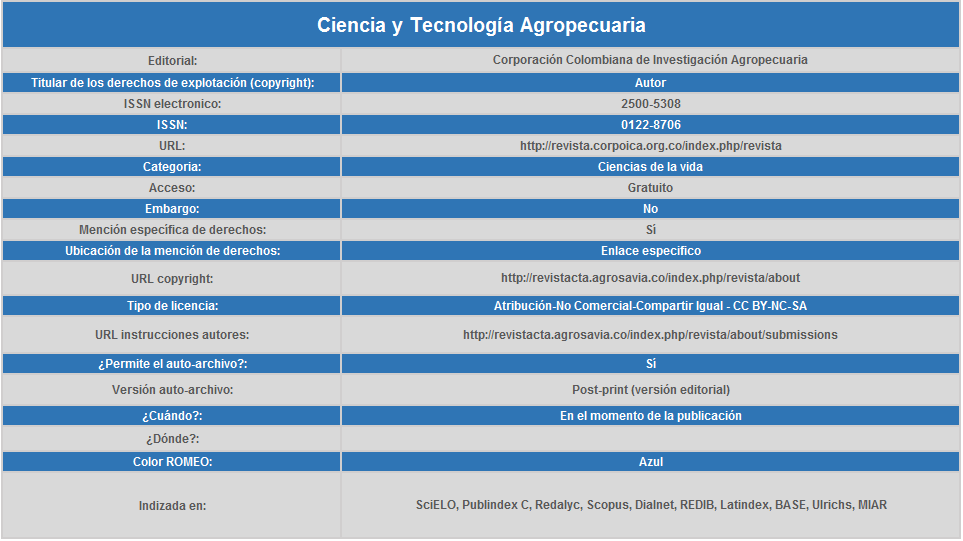 Ciencia y Tecnología Agropecuaria
Editorial: Corporación Colombiana de Investigación Agropecuaria
Titular de los derechos de explotación (copyright): Autor
ISSN electronico: 2500-5308
ISSN: 0122-8706
URL: http://revista.corpoica.org.co/index.php/revista
Categoría: Ciencias de la vida
Acceso: Gratuito
Embargo: No
Mención específica de derechos: Sí
Ubicación de la mención de derechos: Enlace específico
URL copyright: http://revistacta.agrosavia.co/index.php/revista/about
Tipo de licencia: Atribución-No Comercial-Compartir Igual - CC BY-NC-SA
URL instrucciones autores: http://revistacta.agrosavia.co/index.php/revista/about/submissions
¿Permite el auto-archivo?: Sí
Versión auto-archivo: Post-print (versión editorial)
¿Cuándo?: En el momento de la publicación
¿Dónde?:
Color ROMEO: Azul
Indizada en: SciELO, Publindex C, Redalyc, Scopus, Dialnet, REDIB, Latindex, BASE, Ulrichs, MIAR